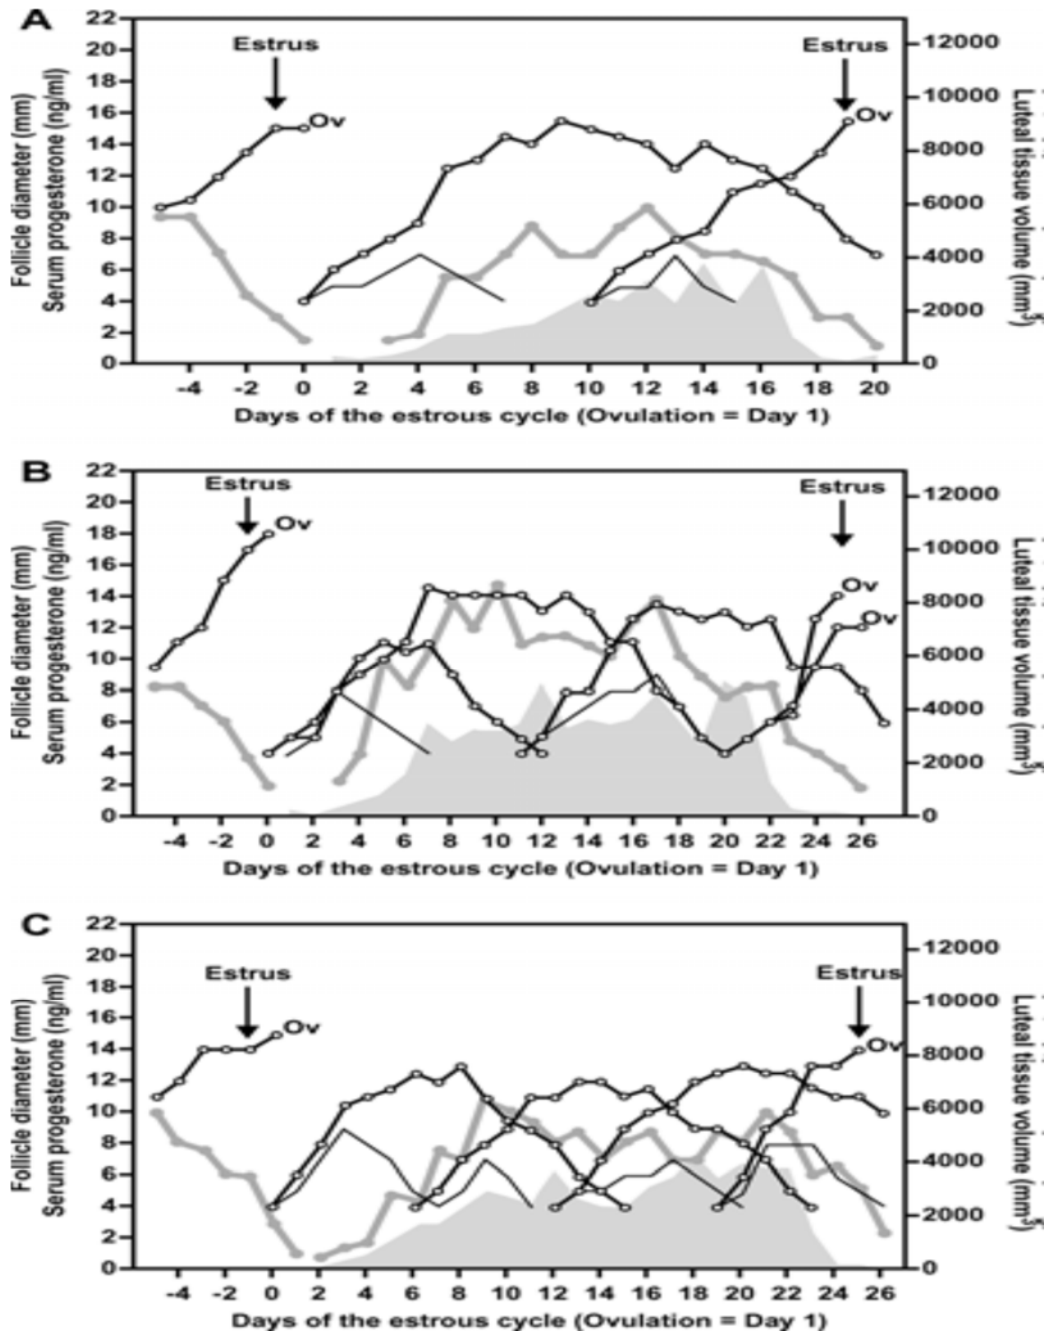 A
22
20
18
16
14
12
10
8
6
4
2
0
Follicle diameter (mm)
Serum progesterone (ng/ml)
Estrus
Ov
Estrus
Ov
12000
10000
8000
6000
4000
2000
0
Luteal tissue volume (mm³)
-4 -2 0 2 4 6 8 10 12 14 16 18 20
Days of the estrous cycle (Ovulation = Day 1)
B
22
20
18
16
14
12
10
8
6
4
2
0
Follicle diameter (mm)
Serum progesterone (ng/ml)
Estrus
Ov
Estrus
Ov
Ov
12000
10000
8000
6000
4000
2000
0
Luteal tissue volume (mm³)
-4 -2 0 2 4 6 8 10 12 14 16 18 20 22 24 26
Days of the estrous cycle (Ovulation = Day 1)
C
22
20
18
16
14
12
10
8
6
4
2
0
Follicle diameter (mm)
Serum progesterone (ng/ml)
Estrus
Ov
Estrus
Ov
12000
10000
8000
6000
4000
2000
0
Luteal tissue volume (mm³)
-4 -2 0 2 4 6 8 10 12 14 16 18 20 22 24 26
Days of the estrous cycle (Ovulation = Day 1)